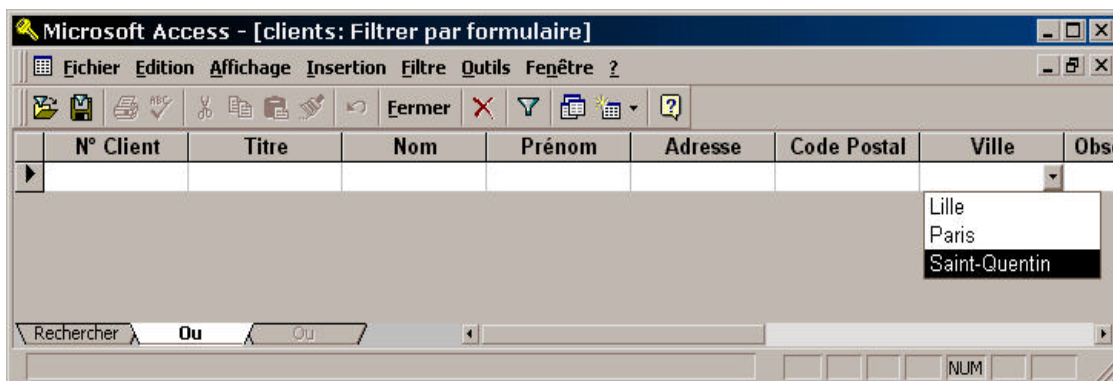 Microsoft Access - [clients: Filtrer par formulaire]
Fichier Edition Affichage Insertion Filtre Outils Fenêtre ?
ABC Fermer
N° Client Titre Nom Prénom Adresse Code Postal Ville Obs
Lille
Paris
Saint-Quentin
Rechercher Ou Ou
NUM